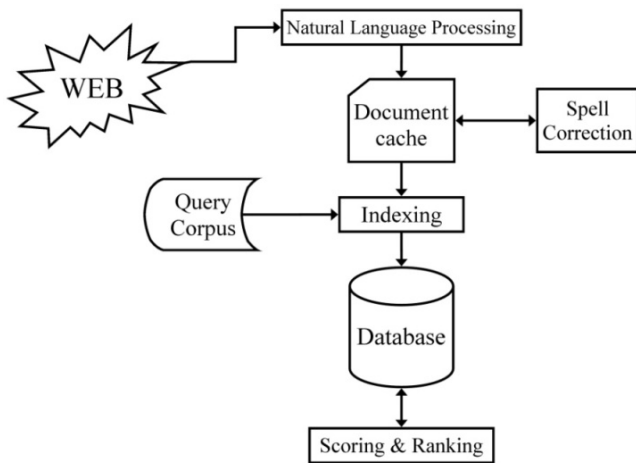 Natural Language Processing
WEB
Document
cache
Spell
Correction
Query
Corpus
Indexing
Database
Scoring & Ranking